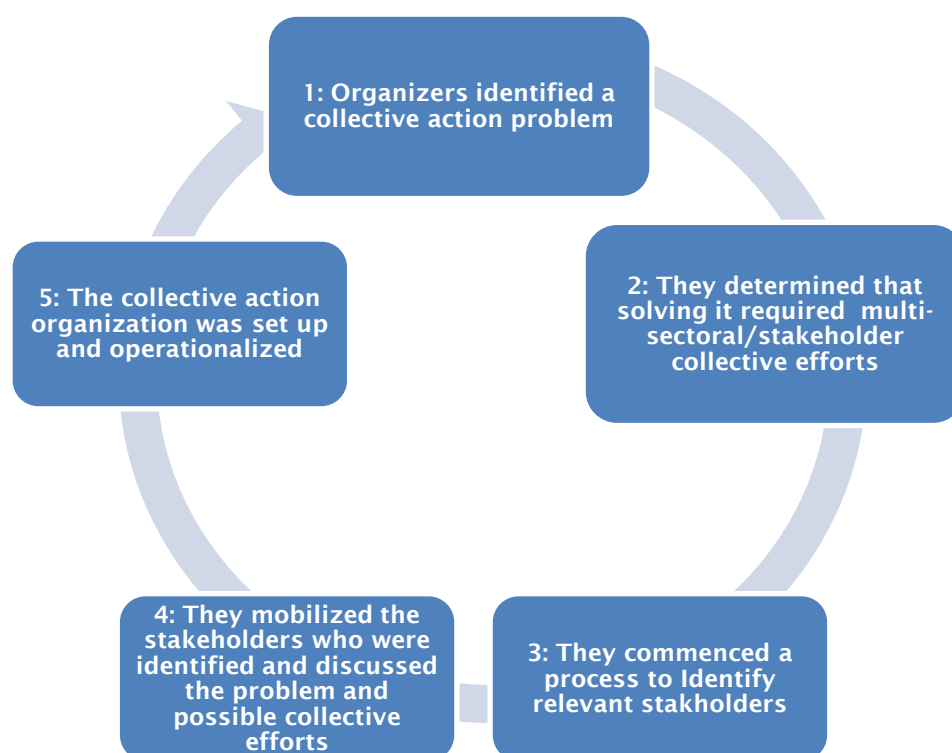 1: Organizers identified a
collective action problem
2: They determined that
solving it required  multi-
sectoral/stakeholder
collective efforts
3: They commenced a
process to Identify
relevant stakholders
4: They mobilized the
stakeholders who were
identified and discussed
the problem and
possible collective
efforts
5: The collective action
organization was set up
and operationalized